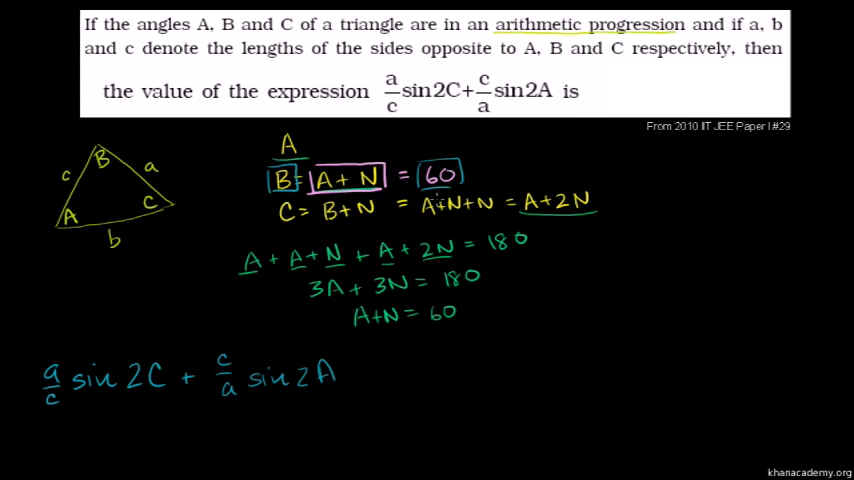 If the angles A, B and C of a triangle are in an arithmetic progression and if a, b
and c denote the lengths of the sides opposite to A, B and C respectively, then
the value of the expression a/c sin2C+ c/a sin2A is
From 2010 IIT JEE Paper I #29
A
B = A + N = 60
C = B+N = A+N+N = A+2N
c B a
A C
b
A + A + N + A + 2N = 180
3A + 3N = 180
A+N = 60
a/c sin 2C + c/a sin 2A
khanacademy.org